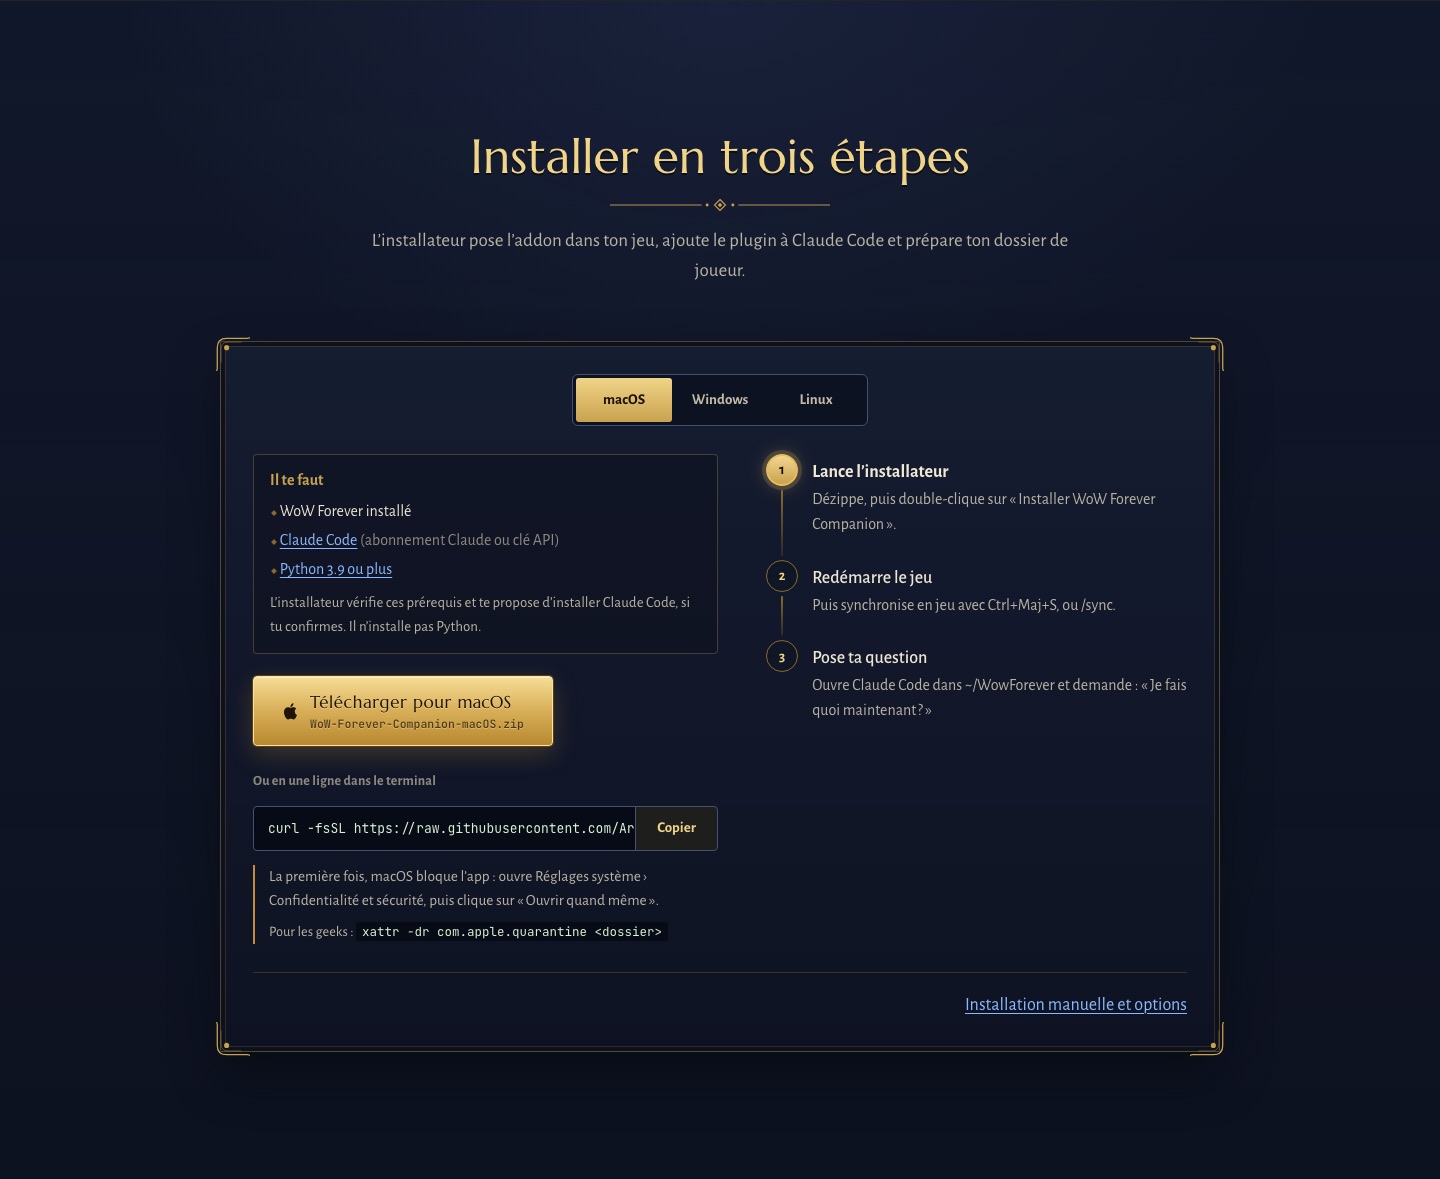 Installer en trois étapes
L’installateur pose l’addon dans ton jeu, ajoute le plugin à Claude Code et prépare ton dossier de
joueur.
macOS Windows Linux
Il te faut
WoW Forever installé
Claude Code (abonnement Claude ou clé API)
Python 3.9 ou plus
L’installateur vérifie ces prérequis et te propose d’installer Claude Code, si
tu confirmes. Il n’installe pas Python.
Télécharger pour macOS
WoW-Forever-Companion-macOS.zip
Ou en une ligne dans le terminal
curl -fsSL https://raw.githubusercontent.com/Ar
Copier
La première fois, macOS bloque l’app : ouvre Réglages système ›
Confidentialité et sécurité, puis clique sur « Ouvrir quand même ».
Pour les geeks : xattr -dr com.apple.quarantine <dossier>
1
Lance l’installateur
Dézippe, puis double-clique sur « Installer WoW Forever
Companion ».
2
Redémarre le jeu
Puis synchronise en jeu avec Ctrl+Maj+S, ou /sync.
3
Pose ta question
Ouvre Claude Code dans ~/WowForever et demande : « Je fais
quoi maintenant ? »
Installation manuelle et options